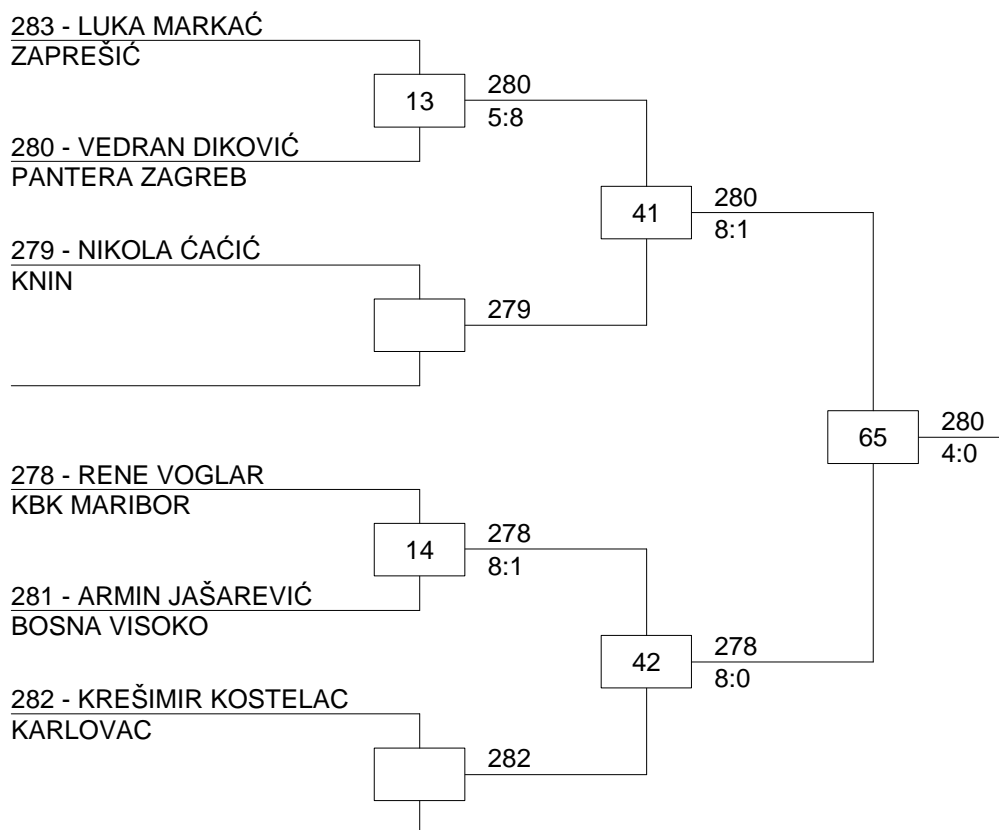 283 - LUKA MARKAĆ
ZAPREŠIĆ
13
280
5:8
280 - VEDRAN DIKOVIĆ
PANTERA ZAGREB
41
280
8:1
279 - NIKOLA ĆAĆIĆ
KNIN
279
65
280
4:0
278 - RENE VOGLAR
KBK MARIBOR
14
278
8:1
281 - ARMIN JAŠAREVIĆ
BOSNA VISOKO
42
278
8:0
282 - KREŠIMIR KOSTELAC
KARLOVAC
282